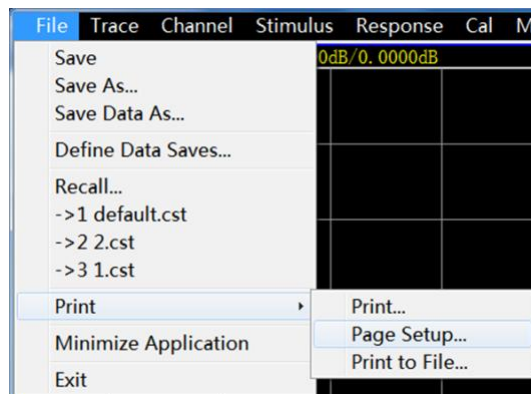 File Trace Channel Stimulus Response Cal M
Save
0dB/0.0000dB
Save As...
Save Data As...
Define Data Saves...
Recall...
->1 default.cst
->2 2.cst
->3 1.cst
Print
Print...
Page Setup...
Print to File...
Minimize Application
Exit